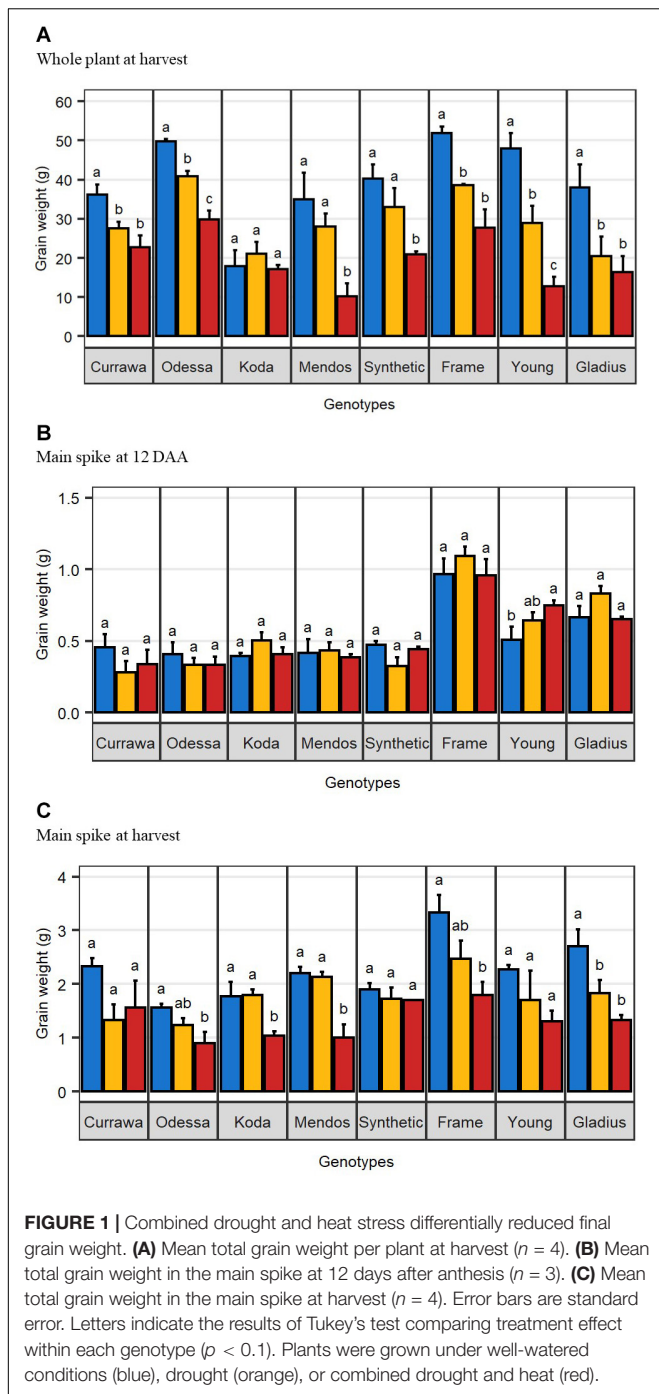 A
Whole plant at harvest
60
50
40
30
20
10
0
Grain weight (g)
a a a a a a a a
b b a a a b b b
b c a b b b c b
Currawa Odessa Koda Mendos Synthetic Frame Young Gladius
Genotypes
B
Main spike at 12 DAA
1.5
1.0
0.5
0.0
Grain weight (g)
a a a a a a a a a a a a a a a a a a b ab a a a a
Currawa Odessa Koda Mendos Synthetic Frame Young Gladius
Genotypes
C
Main spike at harvest
4
3
2
1
0
Grain weight (g)
a a a a ab b a a b a a b a a a a ab b a a a a b b
Currawa Odessa Koda Mendos Synthetic Frame Young Gladius
Genotypes
FIGURE 1 | Combined drought and heat stress differentially reduced final
grain weight. (A) Mean total grain weight per plant at harvest (n = 4). (B) Mean
total grain weight in the main spike at 12 days after anthesis (n = 3). (C) Mean
total grain weight in the main spike at harvest (n = 4). Error bars are standard
error. Letters indicate the results of Tukey's test comparing treatment effect
within each genotype (p < 0.1). Plants were grown under well-watered
conditions (blue), drought (orange), or combined drought and heat (red).